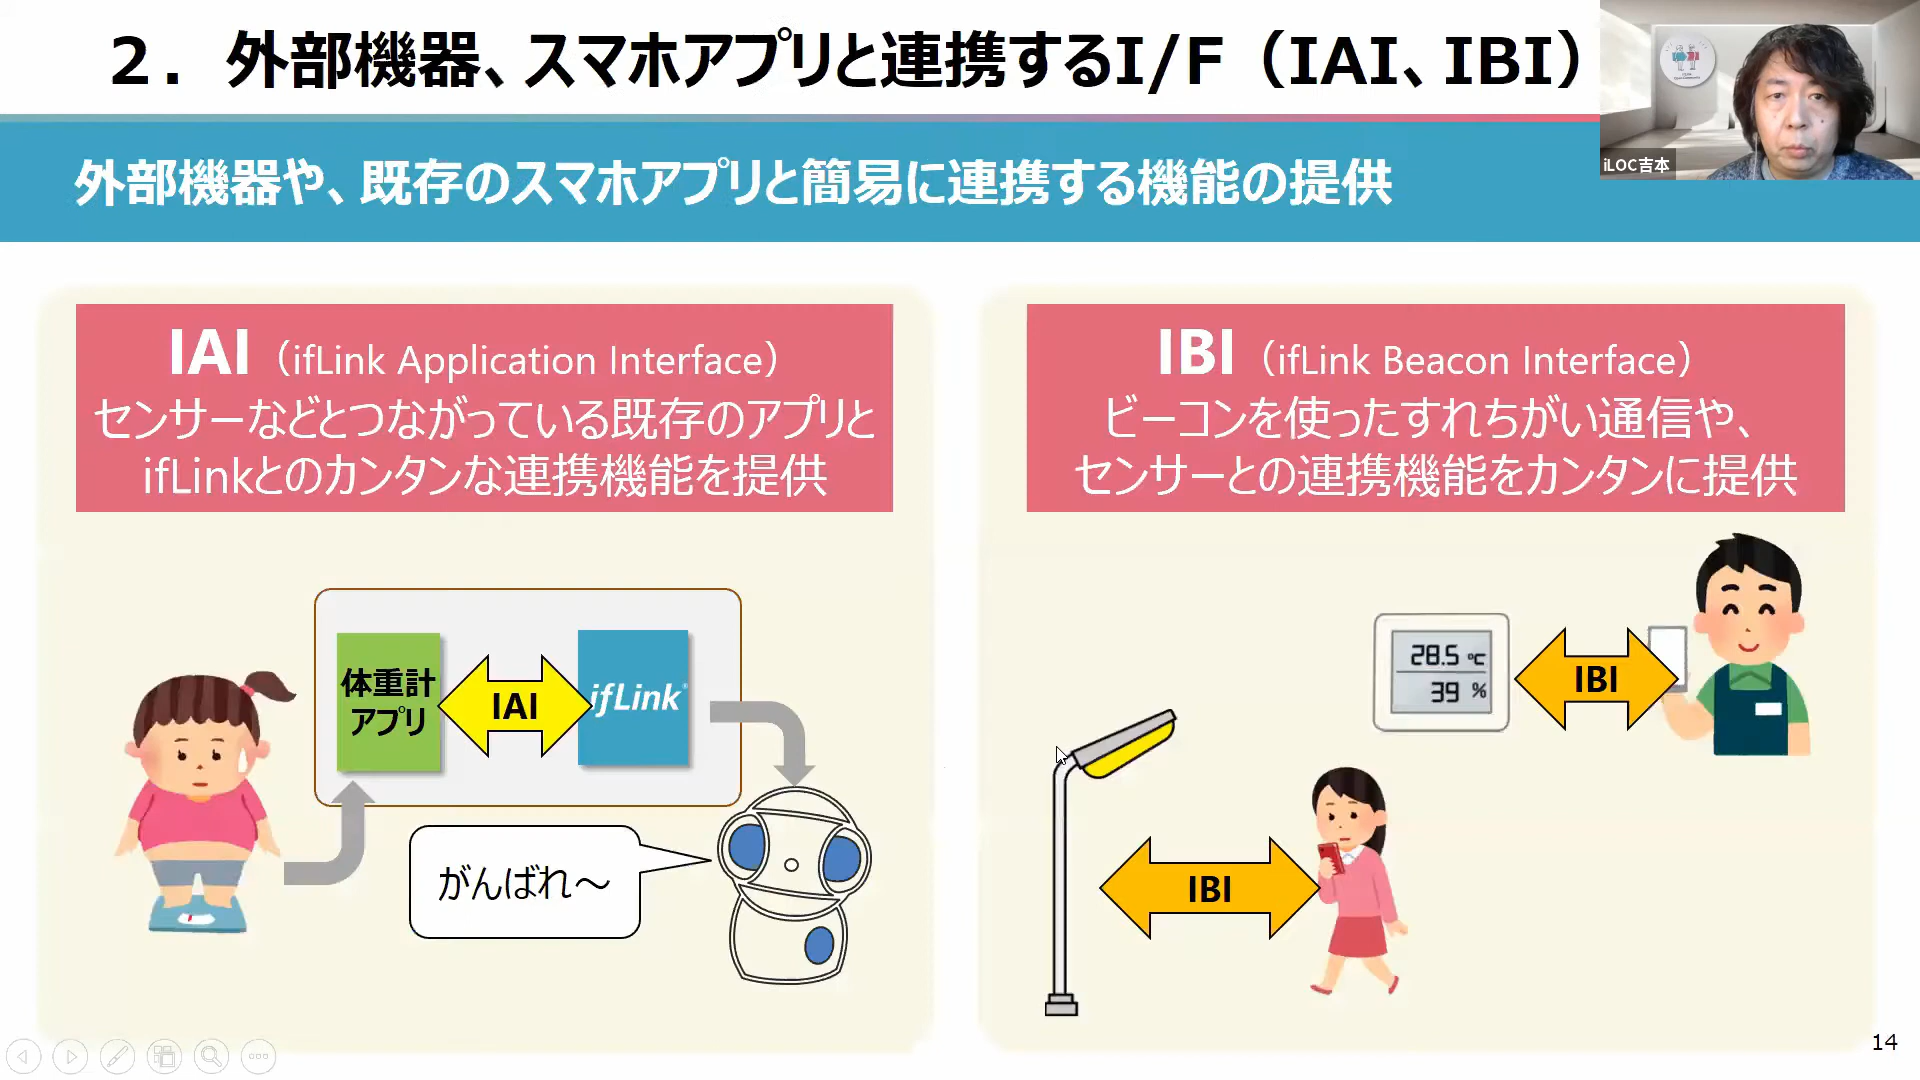 ２．外部機器、スマホアプリと連携するI/F（IAI、IBI）
iLOC吉本
外部機器や、既存のスマホアプリと簡易に連携する機能の提供
IAI（ifLink Application Interface）
センサーなどとつながっている既存のアプリと
ifLinkとのカンタンな連携機能を提供
体重計
アプリ
IAI
ifLink®
がんばれ～
IBI（ifLink Beacon Interface）
ビーコンを使ったすれちがい通信や、
センサーとの連携機能をカンタンに提供
28.5 ℃
39 %
IBI
IBI
14